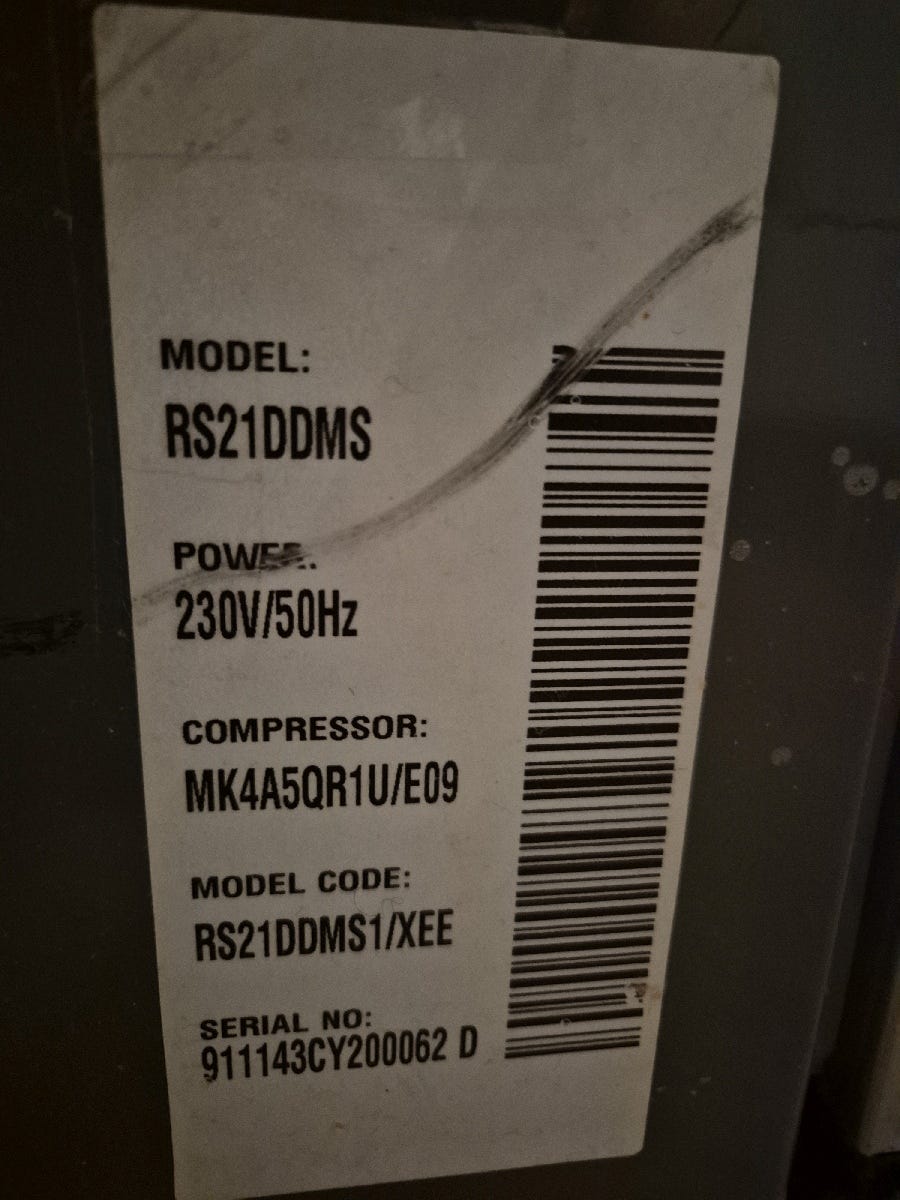 MODEL:
RS21DDMS
POWER:
230V/50Hz
COMPRESSOR:
MK4A5QR1U/E09
MODEL CODE:
RS21DDMS1/XEE
SERIAL NO:
911143CY200062 D